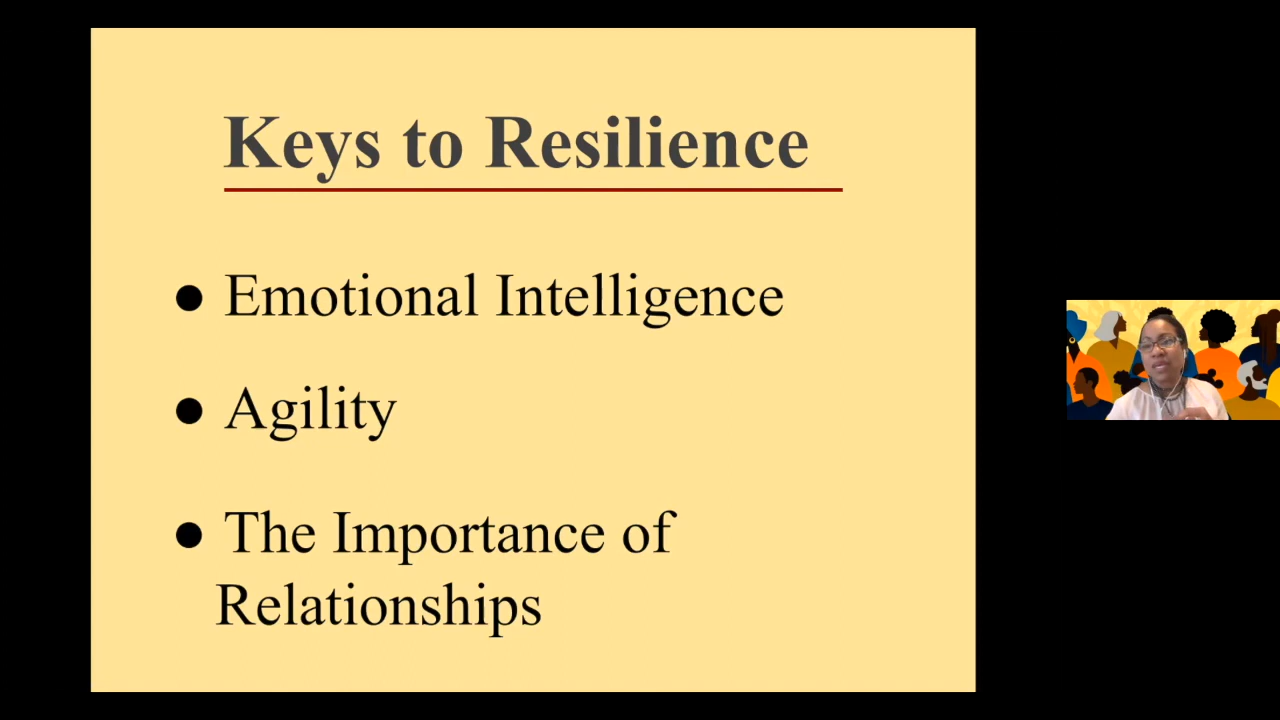 Keys to Resilience
● Emotional Intelligence
● Agility
● The Importance of
Relationships